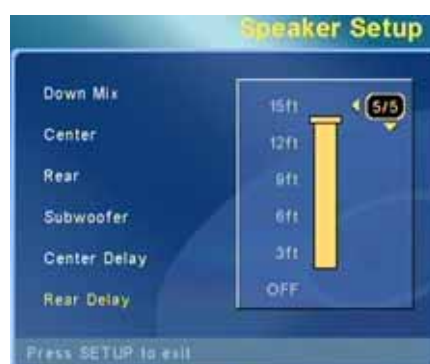 Speaker Setup
Down Mix
Center
Rear
Subwoofer
Center Delay
Rear Delay
15ft
12ft
9ft
6ft
3ft
OFF
5/5
Press SETUP to exit